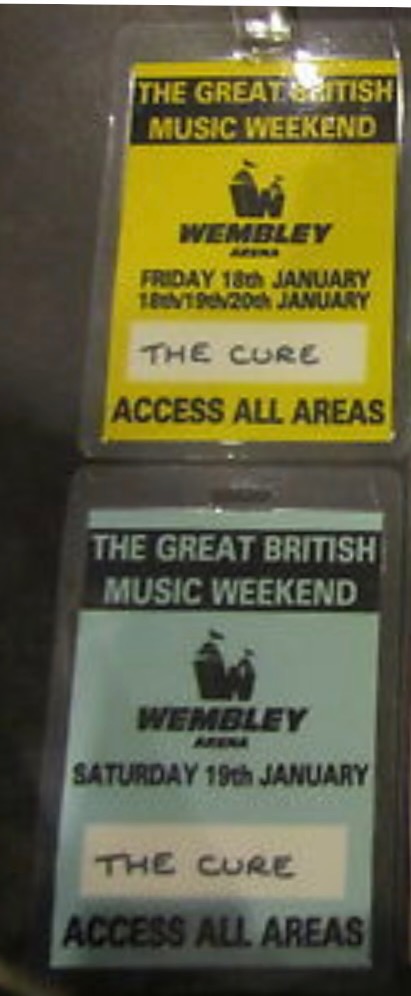 THE GREAT BRITISH
MUSIC WEEKEND
WEMBLEY
ARENA
FRIDAY 18th JANUARY
18th/19th/20th JANUARY
THE CURE
ACCESS ALL AREAS
THE GREAT BRITISH
MUSIC WEEKEND
WEMBLEY
ARENA
SATURDAY 19th JANUARY
THE CURE
ACCESS ALL AREAS